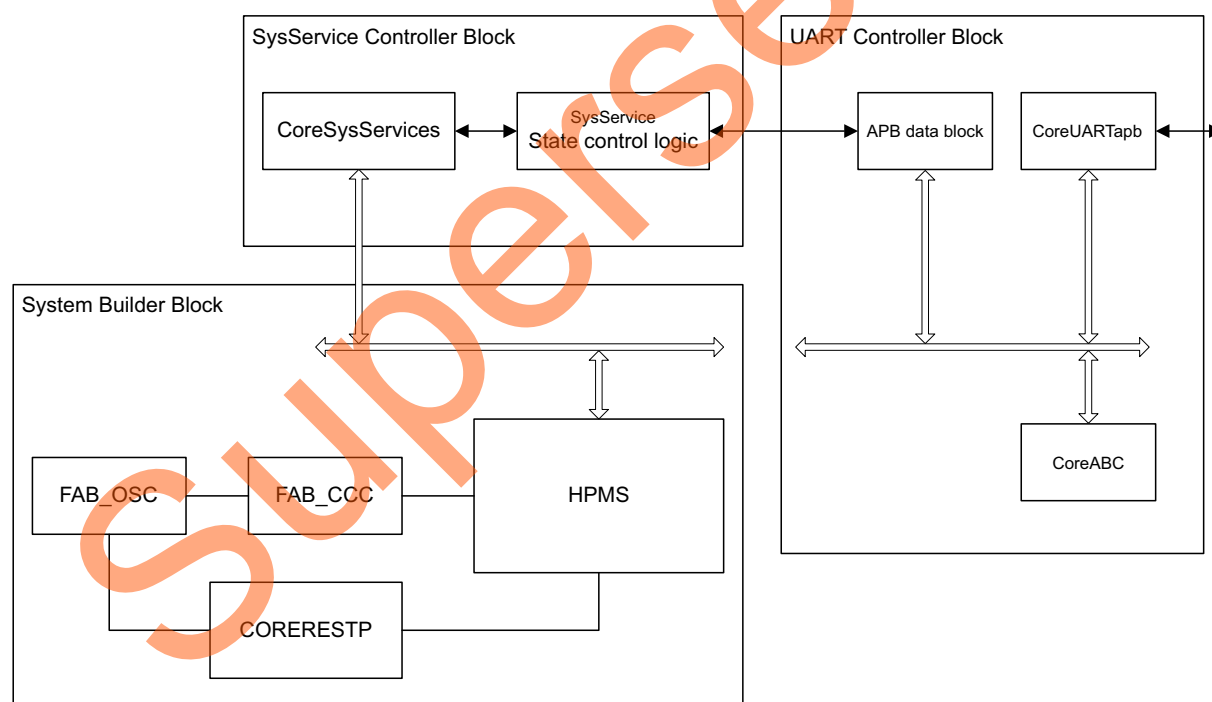 SysService Controller Block
UART Controller Block
CoreSysServices
SysService
State control logic
APB data block
CoreUARTapb
System Builder Block
CoreABC
FAB_OSC
FAB_CCC
HPMS
CORERESTP
Superse